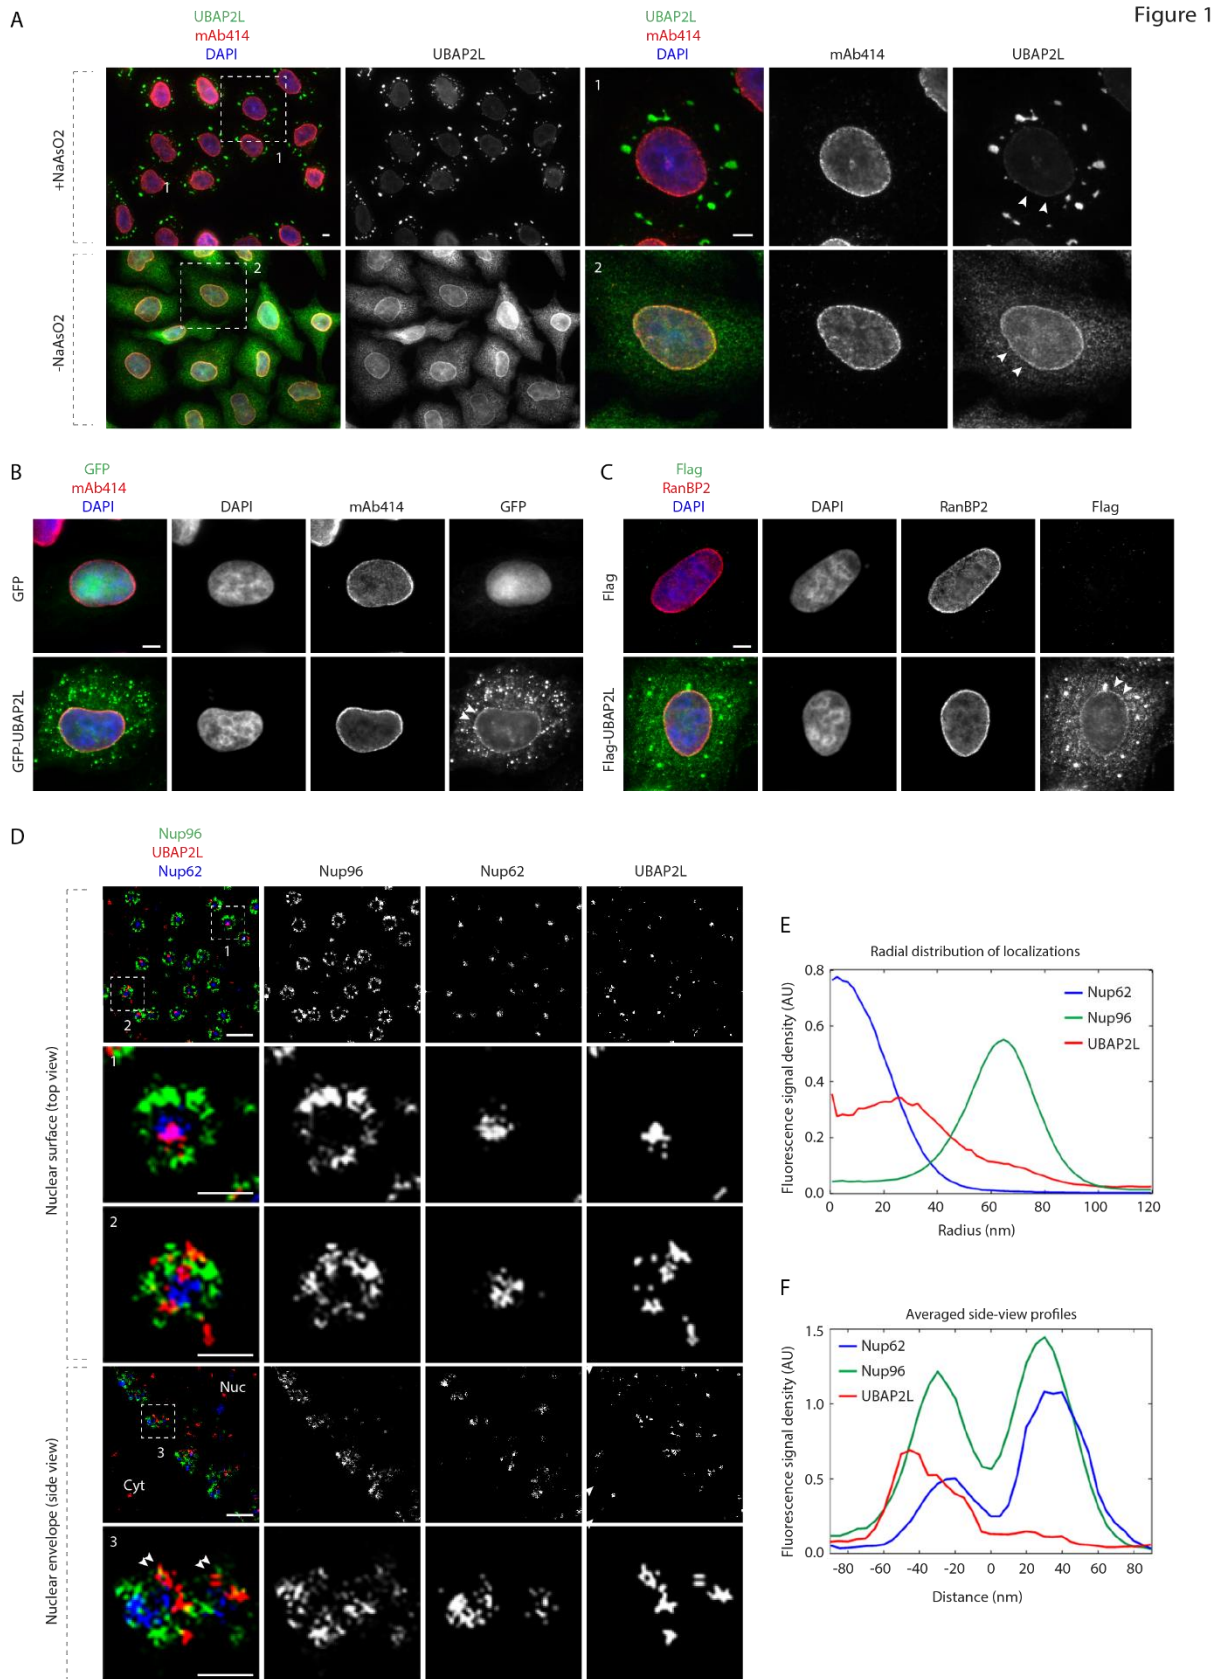 Figure 1
A
UBAP2L
mAb414
DAPI
UBAP2L
UBAP2L
mAb414
DAPI
mAb414
UBAP2L
+NaAsO2
1
1
1
-NaAsO2
2
2
B
GFP
mAb414
DAPI
DAPI
mAb414
GFP
GFP
GFP-UBAP2L
C
Flag
RanBP2
DAPI
DAPI
RanBP2
Flag
Flag
Flag-UBAP2L
D
Nup96
UBAP2L
Nup62
Nup96
Nup62
UBAP2L
Nuclear surface (top view)
1
2
1
2
Nuclear envelope (side view)
Nuc
3
Cyt
3
E
Radial distribution of localizations
Fluorescence signal density (AU)
0.8
0.6
0.4
0.2
0.0
Nup62
Nup96
UBAP2L
0 20 40 60 80 100 120
Radius (nm)
F
Averaged side-view profiles
Fluorescence signal density (AU)
1.5
1.0
0.5
0.0
Nup62
Nup96
UBAP2L
-80 -60 -40 -20 0 20 40 60 80
Distance (nm)